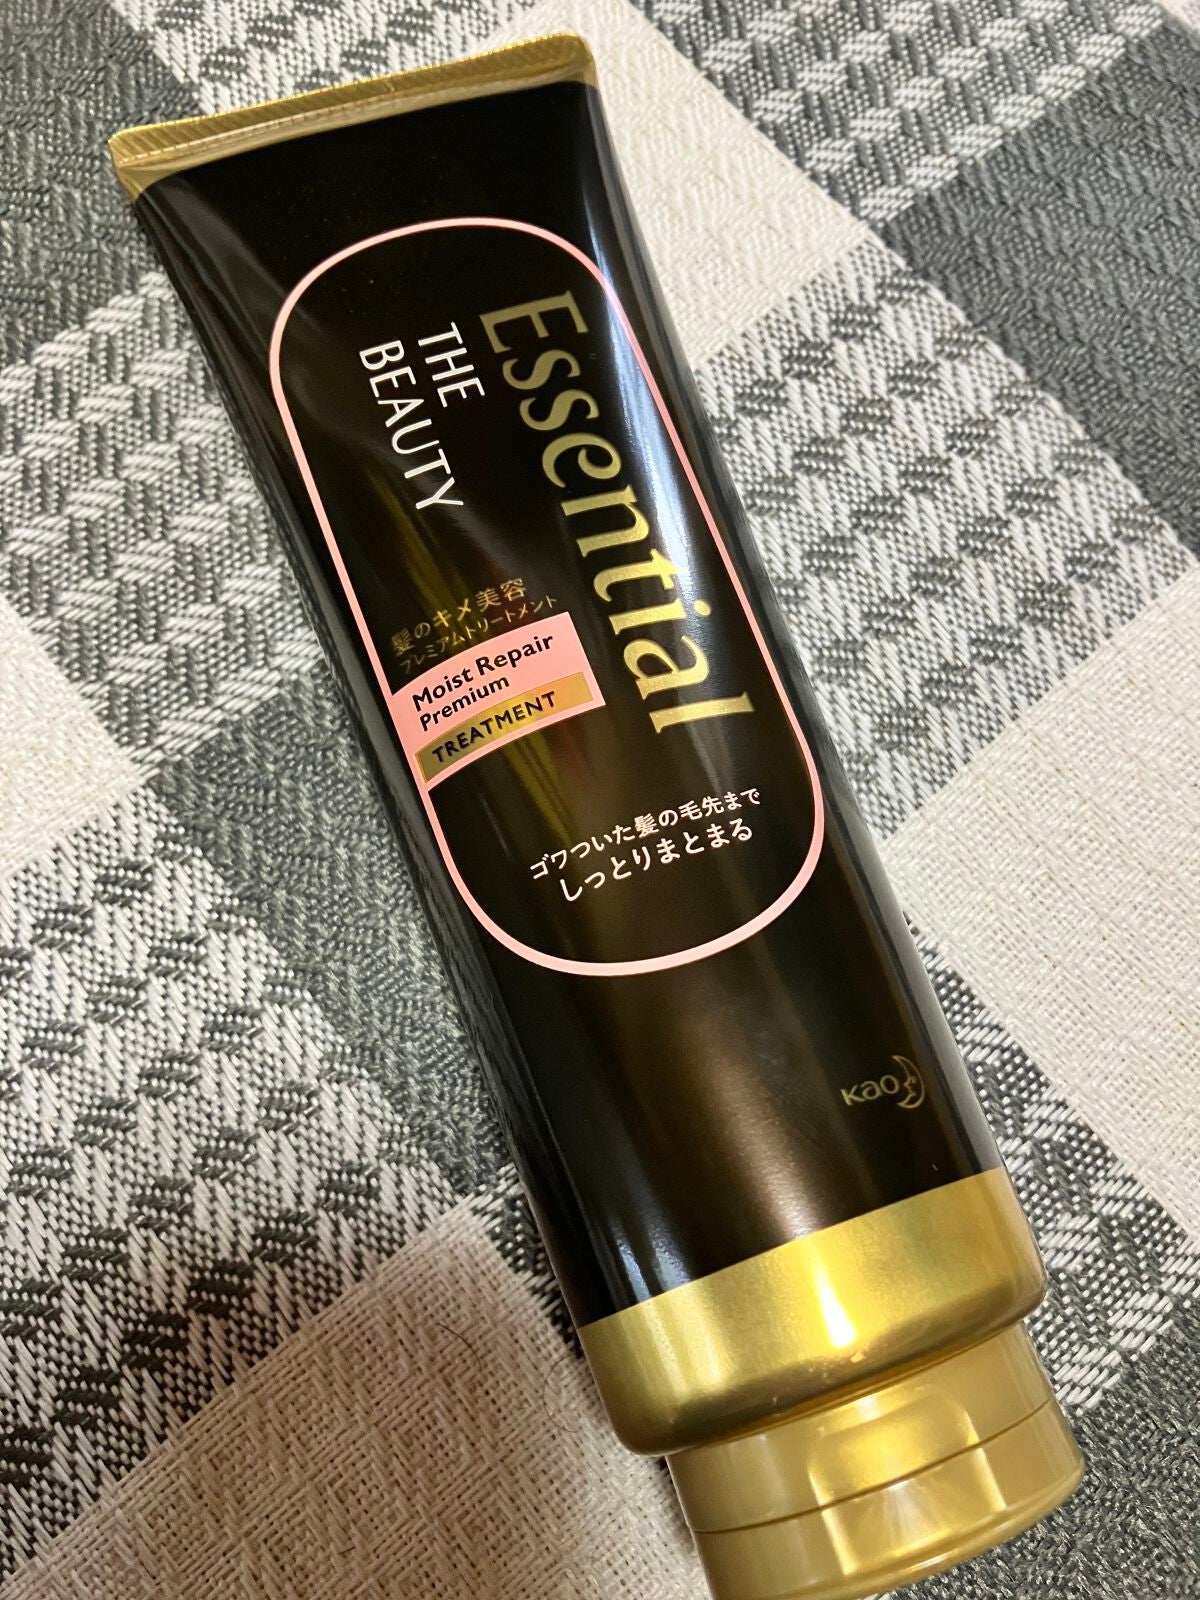 Essential
THE
BEAUTY
髪のキメ美容
プレミアムトリートメント
Moist Repair
Premium
TREATMENT
ゴワついた髪の毛先まで
しっとりまとまる
Kao